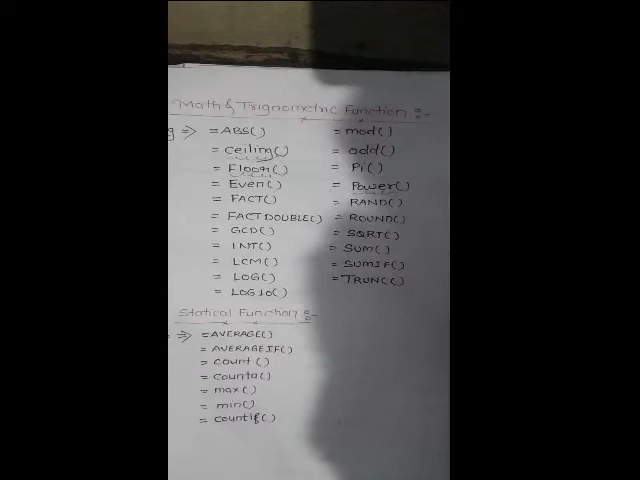 Math & Trignometric Function :-
g => = ABS() = mod()
= ceiling() = odd()
= Floor() = Pi()
= Even() = Power()
= FACT() = RAND()
= FACTDOUBLE() = ROUND()
= GCD() = SQRT()
= INT() = SUM()
= LCM() = SUMIF()
= LOG() = TRUNC()
= LOG10()
Statical Function :-
=> = AVERAGE()
= AVERAGEIF()
= count()
= counta()
= max()
= min()
= countif()